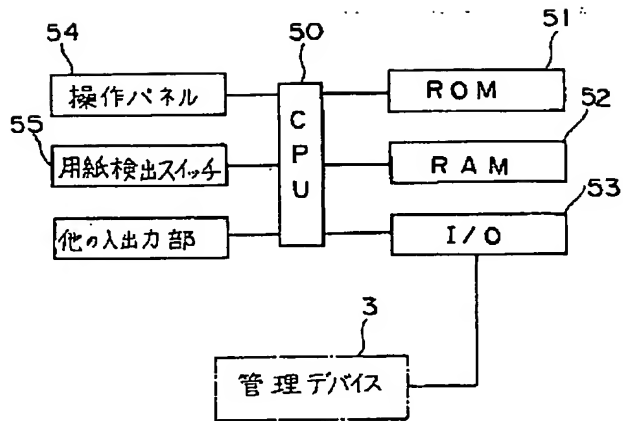 54
操作パネル
55
用紙検出スイッチ
他の入出力部
50
CPU
51
ROM
52
RAM
53
I/O
3
管理デバイス